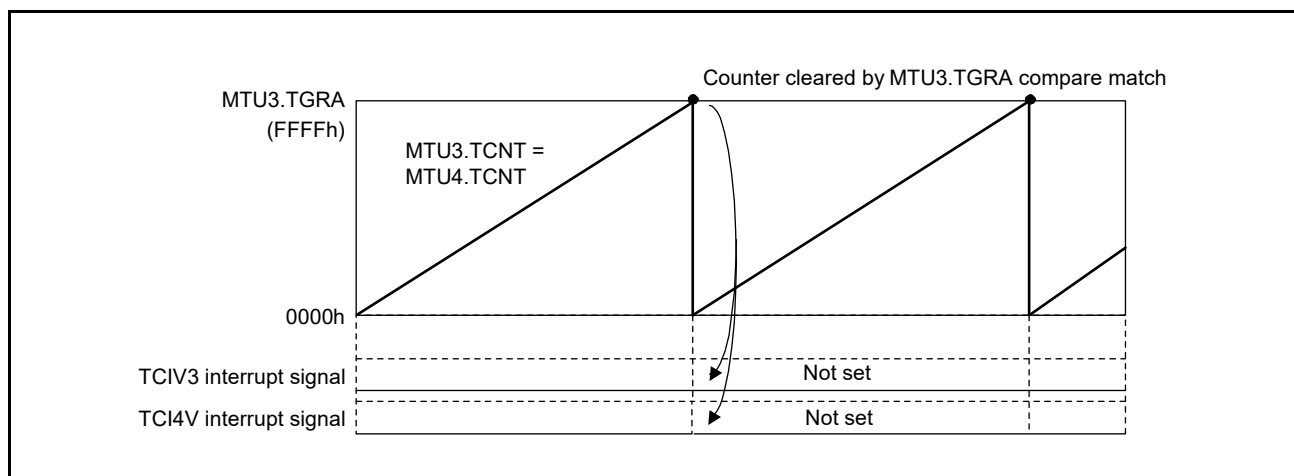 Counter cleared by MTU3.TGRA compare match
MTU3.TGRA
(FFFFh)
MTU3.TCNT =
MTU4.TCNT
0000h
TCIV3 interrupt signal
Not set
TCI4V interrupt signal
Not set